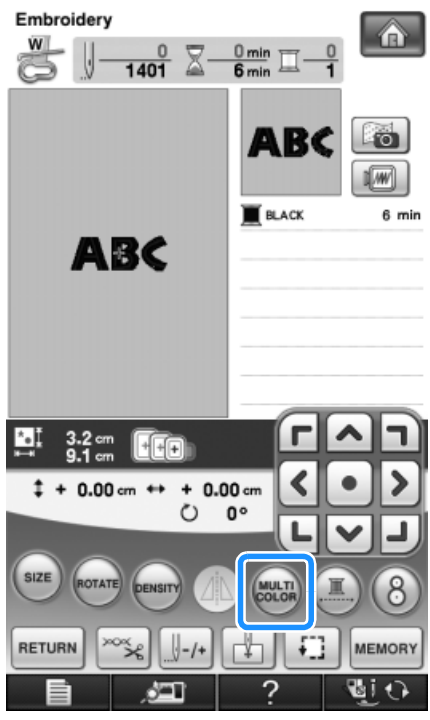 Embroidery
W
0
1401
0 min
6 min
0
1
ABC
ABC
BLACK 6 min
3.2 cm
9.1 cm
+ 0.00 cm + 0.00 cm
0°
SIZE ROTATE DENSITY MULTI COLOR 8
RETURN -/+ MEMORY
?